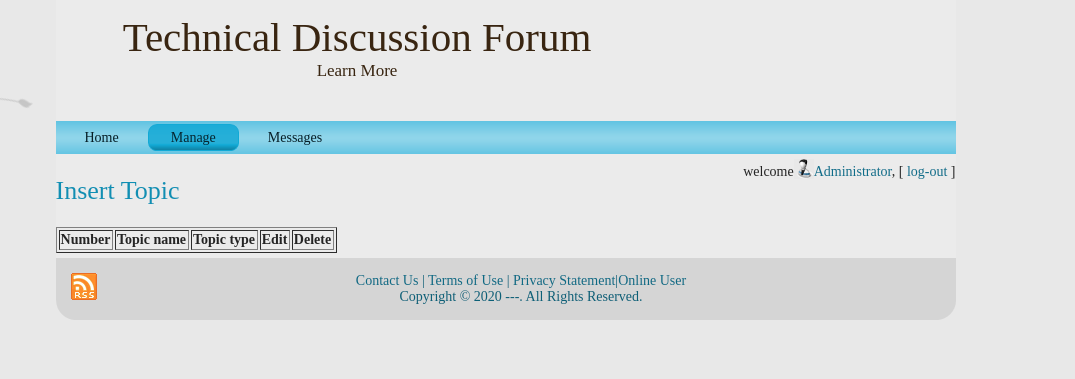 Technical Discussion Forum
Learn More
Home Manage Messages
welcome Administrator, [ log-out ]
Insert Topic
Number Topic name Topic type Edit Delete
RSS
Contact Us | Terms of Use | Privacy Statement|Online User
Copyright © 2020 ---. All Rights Reserved.